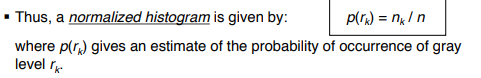 ▪ Thus, a normalized histogram is given by: p(rₖ) = nₖ / n
where p(rₖ) gives an estimate of the probability of occurrence of gray
level rₖ.